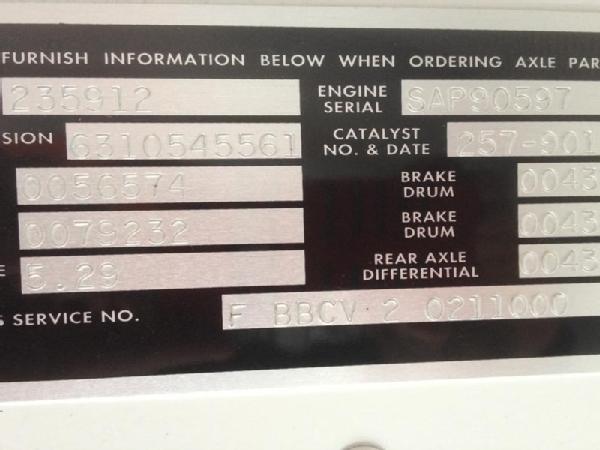 FURNISH INFORMATION BELOW WHEN ORDERING AXLE PAR
235912 ENGINE SERIAL SAP90597
SION 6310545561 CATALYST NO. & DATE 257-901
0056574 BRAKE DRUM 0043
0079232 BRAKE DRUM 0043
E 5.29 REAR AXLE DIFFERENTIAL 0043
& SERVICE NO. F BBCV 2 0211000